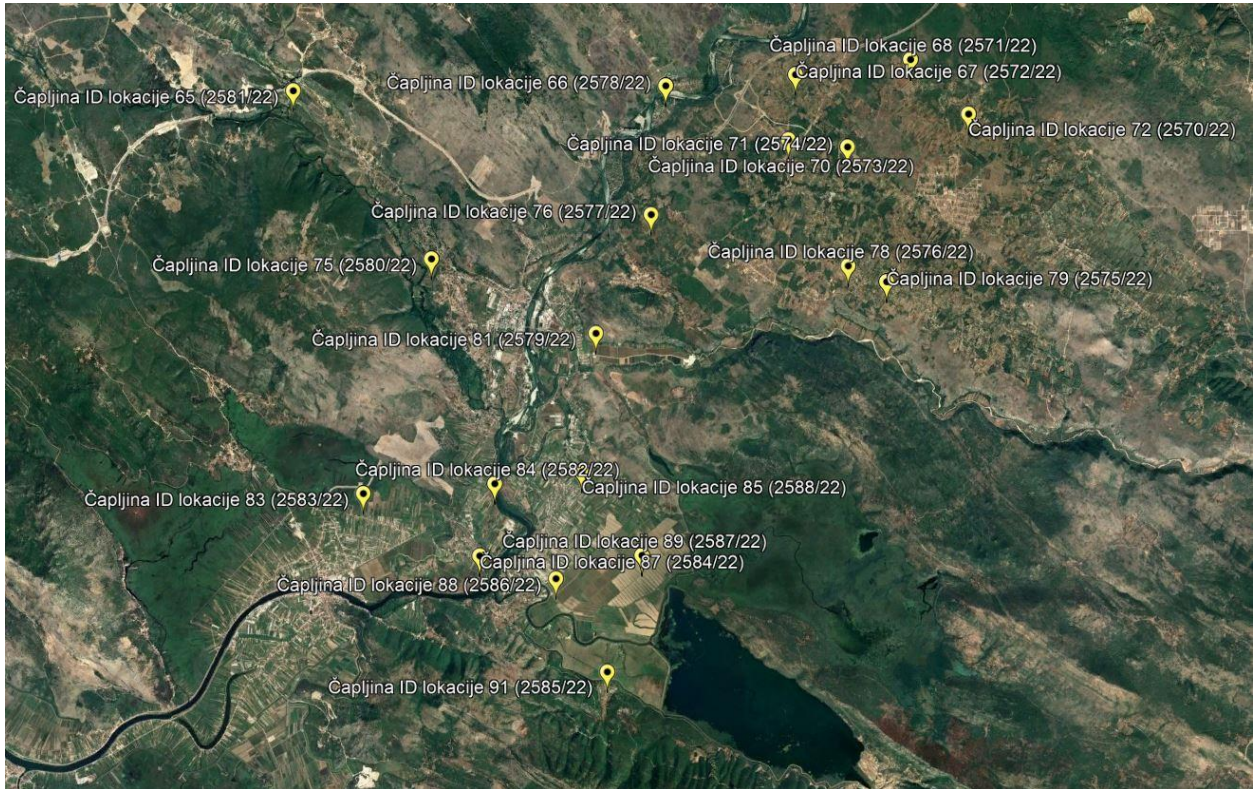 Čapljina ID lokacije 68 (2571/22)
Čapljina ID lokacije 67 (2572/22)
Čapljina ID lokacije 66 (2578/22)
Čapljina ID lokacije 65 (2581/22)
Čapljina ID lokacije 72 (2570/22)
Čapljina ID lokacije 71 (2574/22)
Čapljina ID lokacije 70 (2573/22)
Čapljina ID lokacije 76 (2577/22)
Čapljina ID lokacije 78 (2576/22)
Čapljina ID lokacije 75 (2580/22)
Čapljina ID lokacije 79 (2575/22)
Čapljina ID lokacije 81 (2579/22)
Čapljina ID lokacije 84 (2582/22)
Čapljina ID lokacije 85 (2588/22)
Čapljina ID lokacije 83 (2583/22)
Čapljina ID lokacije 89 (2587/22)
Čapljina ID lokacije 87 (2584/22)
Čapljina ID lokacije 88 (2586/22)
Čapljina ID lokacije 91 (2585/22)